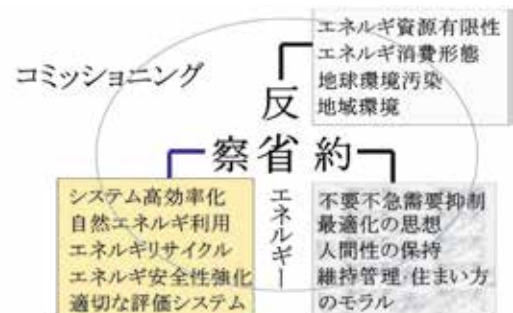 エネルギ資源有限性
エネルギ消費形態
地球環境汚染
地域環境
コミッショニング
反
察省約
エネルギー
システム高効率化
自然エネルギ利用
エネルギリサイクル
エネルギ安全性強化
適切な評価システム
不要不急需要抑制
最適化の思想
人間性の保持
維持管理・住まい方
のモラル